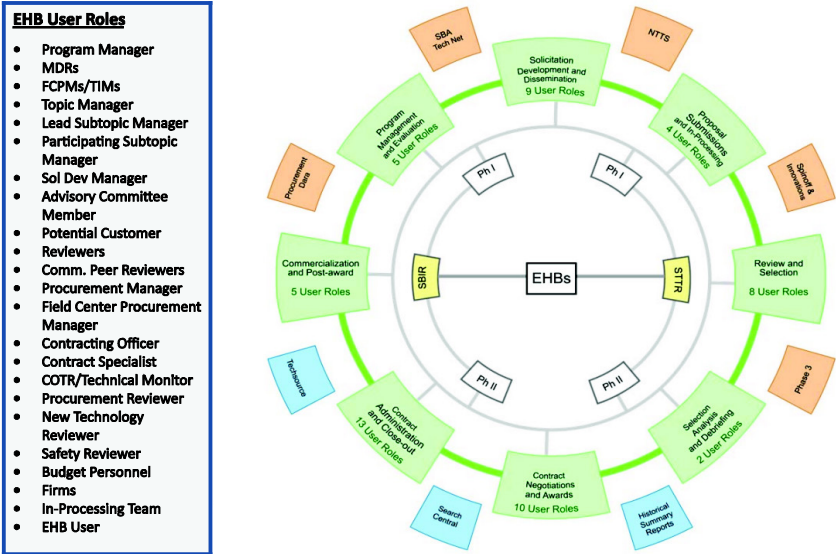 EHB User Roles
• Program Manager
• MDRs
• FCPMs/TIMs
• Topic Manager
• Lead Subtopic Manager
• Participating Subtopic
Manager
• Sol Dev Manager
• Advisory Committee
Member
• Potential Customer
• Reviewers
• Comm. Peer Reviewers
• Procurement Manager
• Field Center Procurement
Manager
• Contracting Officer
• Contract Specialist
• COTR/Technical Monitor
• Procurement Reviewer
• New Technology
Reviewer
• Safety Reviewer
• Budget Personnel
• Firms
• In-Processing Team
• EHB User
SBA
Tech Net
NTTS
Solicitation
Development and
Dissemination
9 User Roles
Program
Management
and Evaluation
5 User Roles
Proposal
Submissions
and In-Processing
4 User Roles
Procurement
Dara
Spinoff &
Innovations
Ph I
Ph I
Commercialization
and Post-award
5 User Roles
SBIR
EHBs
STTR
Review and
Selection
8 User Roles
Techsource
Ph II
Ph II
Phase 3
Contract
Administration
and Close-out
13 User Roles
Selection
Analysis
and Debriefing
2 User Roles
Contract
Negotiations
and Awards
10 User Roles
Search
Central
Historical
Summary
Reports